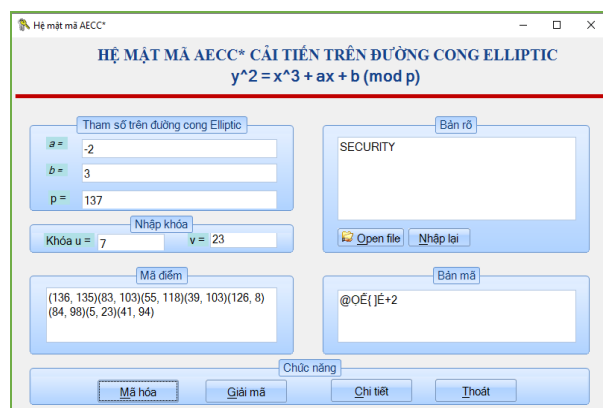 Hệ mật mã AECC*
HỆ MẬT MÃ AECC* CẢI TIẾN TRÊN ĐƯỜNG CONG ELLIPTIC
y^2 = x^3 + ax + b (mod p)
Tham số trên đường cong Elliptic
a = -2
b = 3
p = 137
Nhập khóa
Khóa u = 7 v = 23
Bản rõ
SECURITY
Open file Nhập lại
Mã điểm
(136, 135)(83, 103)(55, 118)(39, 103)(126, 8)
(84, 98)(5, 23)(41, 94)
Bản mã
@OẾ{ ]É+2
Chức năng
Mã hóa Giải mã Chi tiết Thoát